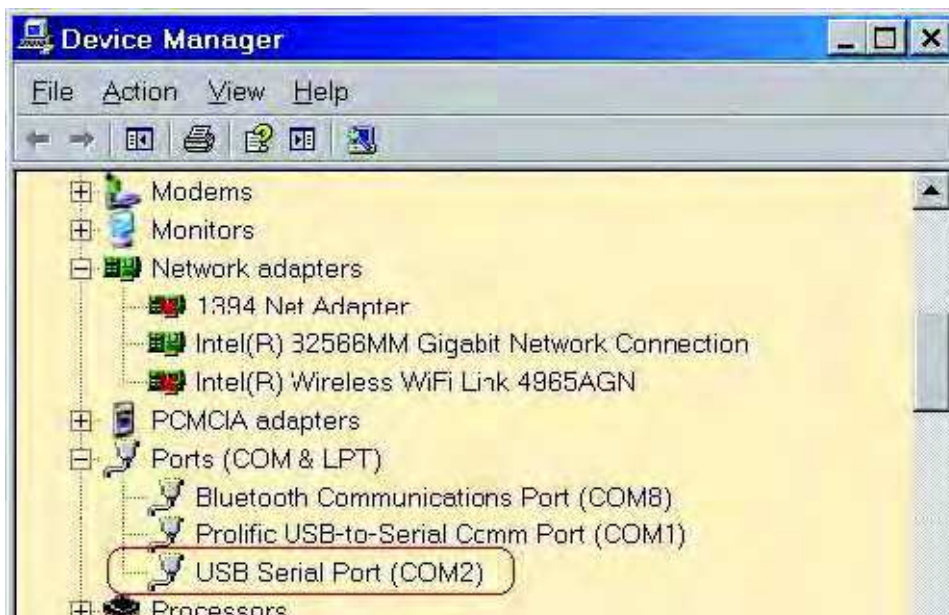 Device Manager
File Action View Help
Modems
Monitors
Network adapters
1394 Net Adapter
Intel(R) 82566MM Gigabit Network Connection
Intel(R) Wireless WiFi Link 4965AGN
PCMCIA adapters
Ports (COM & LPT)
Bluetooth Communications Port (COM8)
Prolific USB-to-Serial Comm Port (COM1)
USB Serial Port (COM2)
Processors